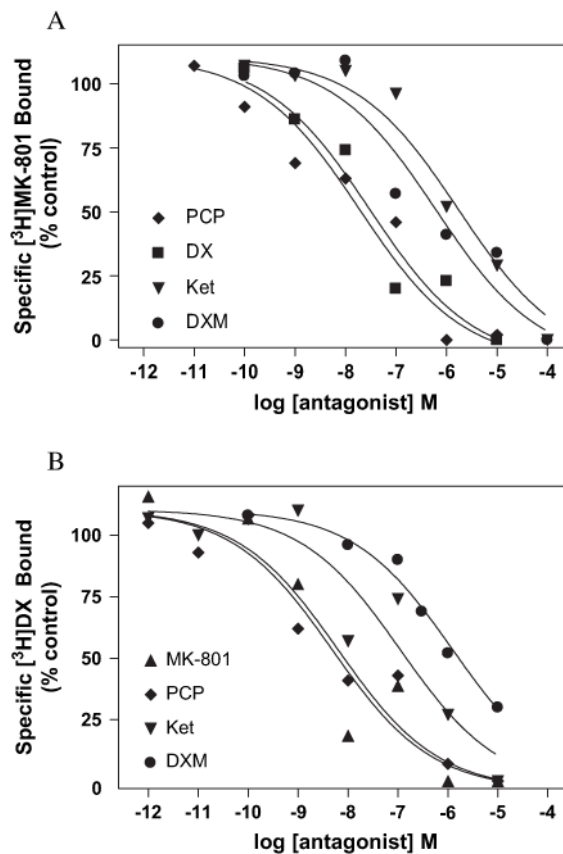 A
Specific [³H]MK-801 Bound
(% control)
100
75
50
25
0
PCP
DX
Ket
DXM
-12 -11 -10 -9 -8 -7 -6 -5 -4
log [antagonist] M
B
Specific [³H]DX Bound
(% control)
100
75
50
25
0
MK-801
PCP
Ket
DXM
-12 -11 -10 -9 -8 -7 -6 -5 -4
log [antagonist] M